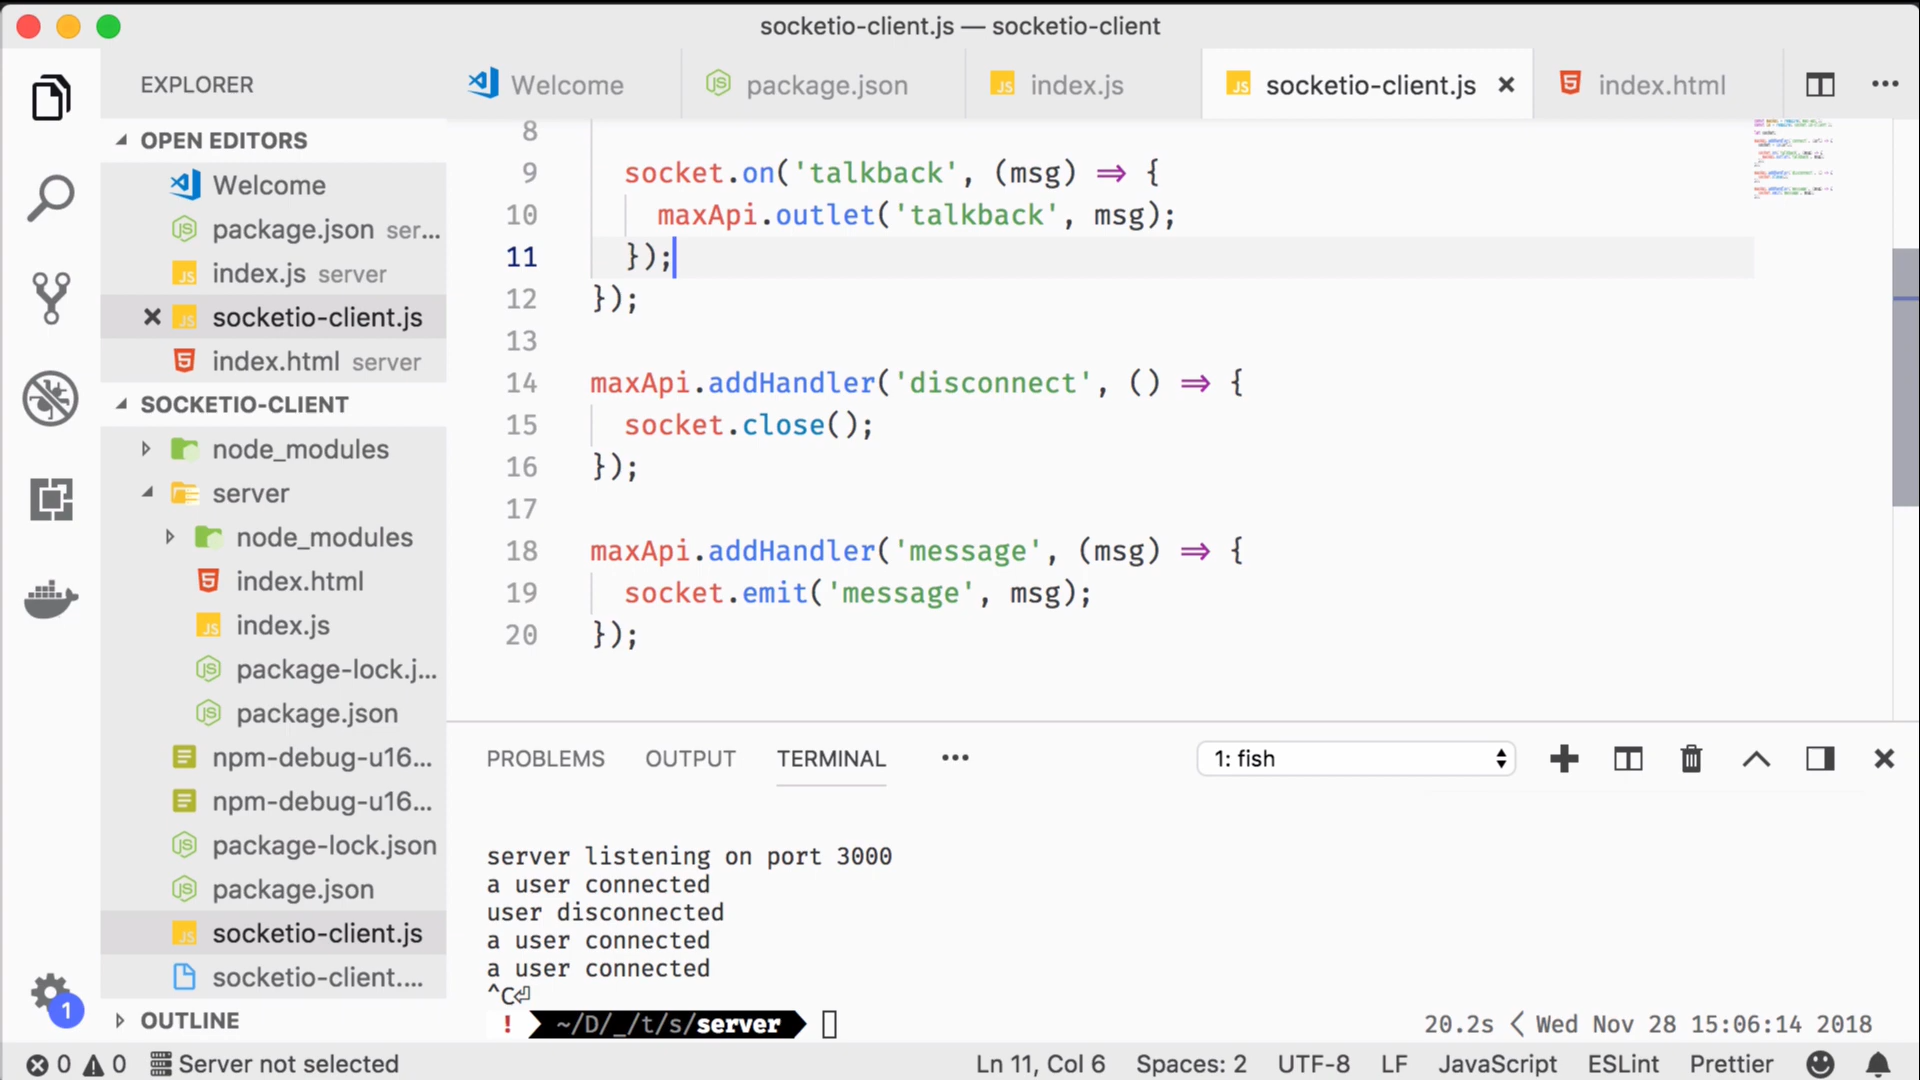 socketio-client.js — socketio-client
EXPLORER
Welcome
package.json
index.js
socketio-client.js
index.html
OPEN EDITORS
Welcome
package.json ser...
index.js server
socketio-client.js
index.html server
SOCKETIO-CLIENT
node_modules
server
node_modules
index.html
index.js
package-lock.j...
package.json
npm-debug-u16...
npm-debug-u16...
package-lock.json
package.json
socketio-client.js
socketio-client....
OUTLINE
8
9 socket.on('talkback', (msg) => {
10 maxApi.outlet('talkback', msg);
11 });
12 });
13
14 maxApi.addHandler('disconnect', () => {
15 socket.close();
16 });
17
18 maxApi.addHandler('message', (msg) => {
19 socket.emit('message', msg);
20 });
PROBLEMS OUTPUT TERMINAL ••• 1: fish
server listening on port 3000
a user connected
user disconnected
a user connected
a user connected
^C⏎
! ~/D/_/t/s/server 20.2s < Wed Nov 28 15:06:14 2018
1
0 0 Server not selected Ln 11, Col 6 Spaces: 2 UTF-8 LF JavaScript ESLint Prettier